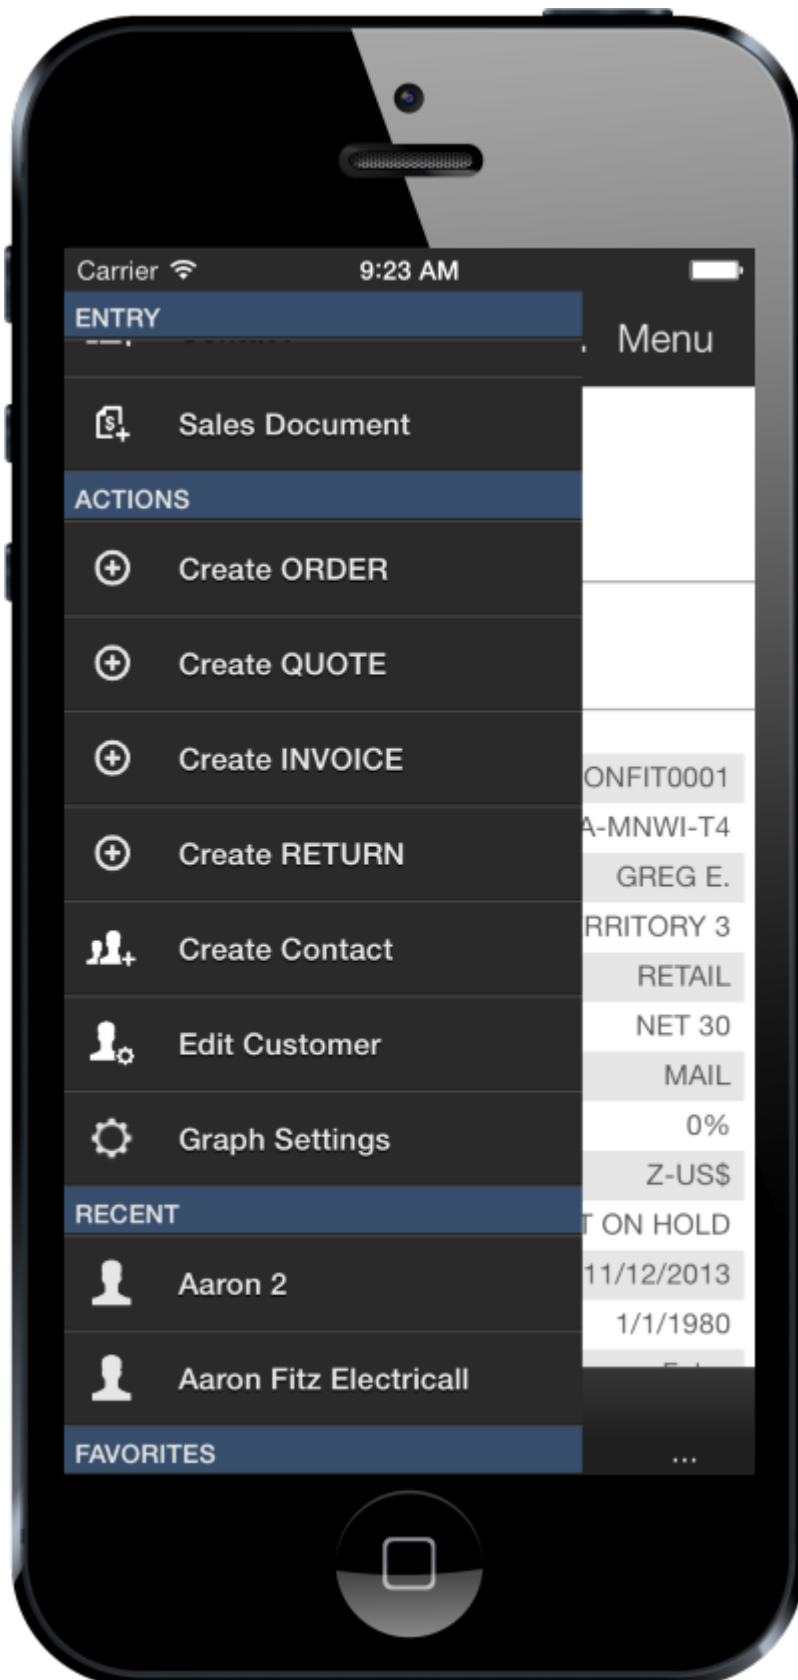 Carrier 9:23 AM
ENTRY
Menu
Sales Document
ACTIONS
Create ORDER
Create QUOTE
Create INVOICE
Create RETURN
Create Contact
Edit Customer
Graph Settings
RECENT
Aaron 2
Aaron Fitz Electricall
FAVORITES
ONFIT0001
A-MNWI-T4
GREG E.
RRITORY 3
RETAIL
NET 30
MAIL
0%
Z-US$
T ON HOLD
11/12/2013
1/1/1980
...